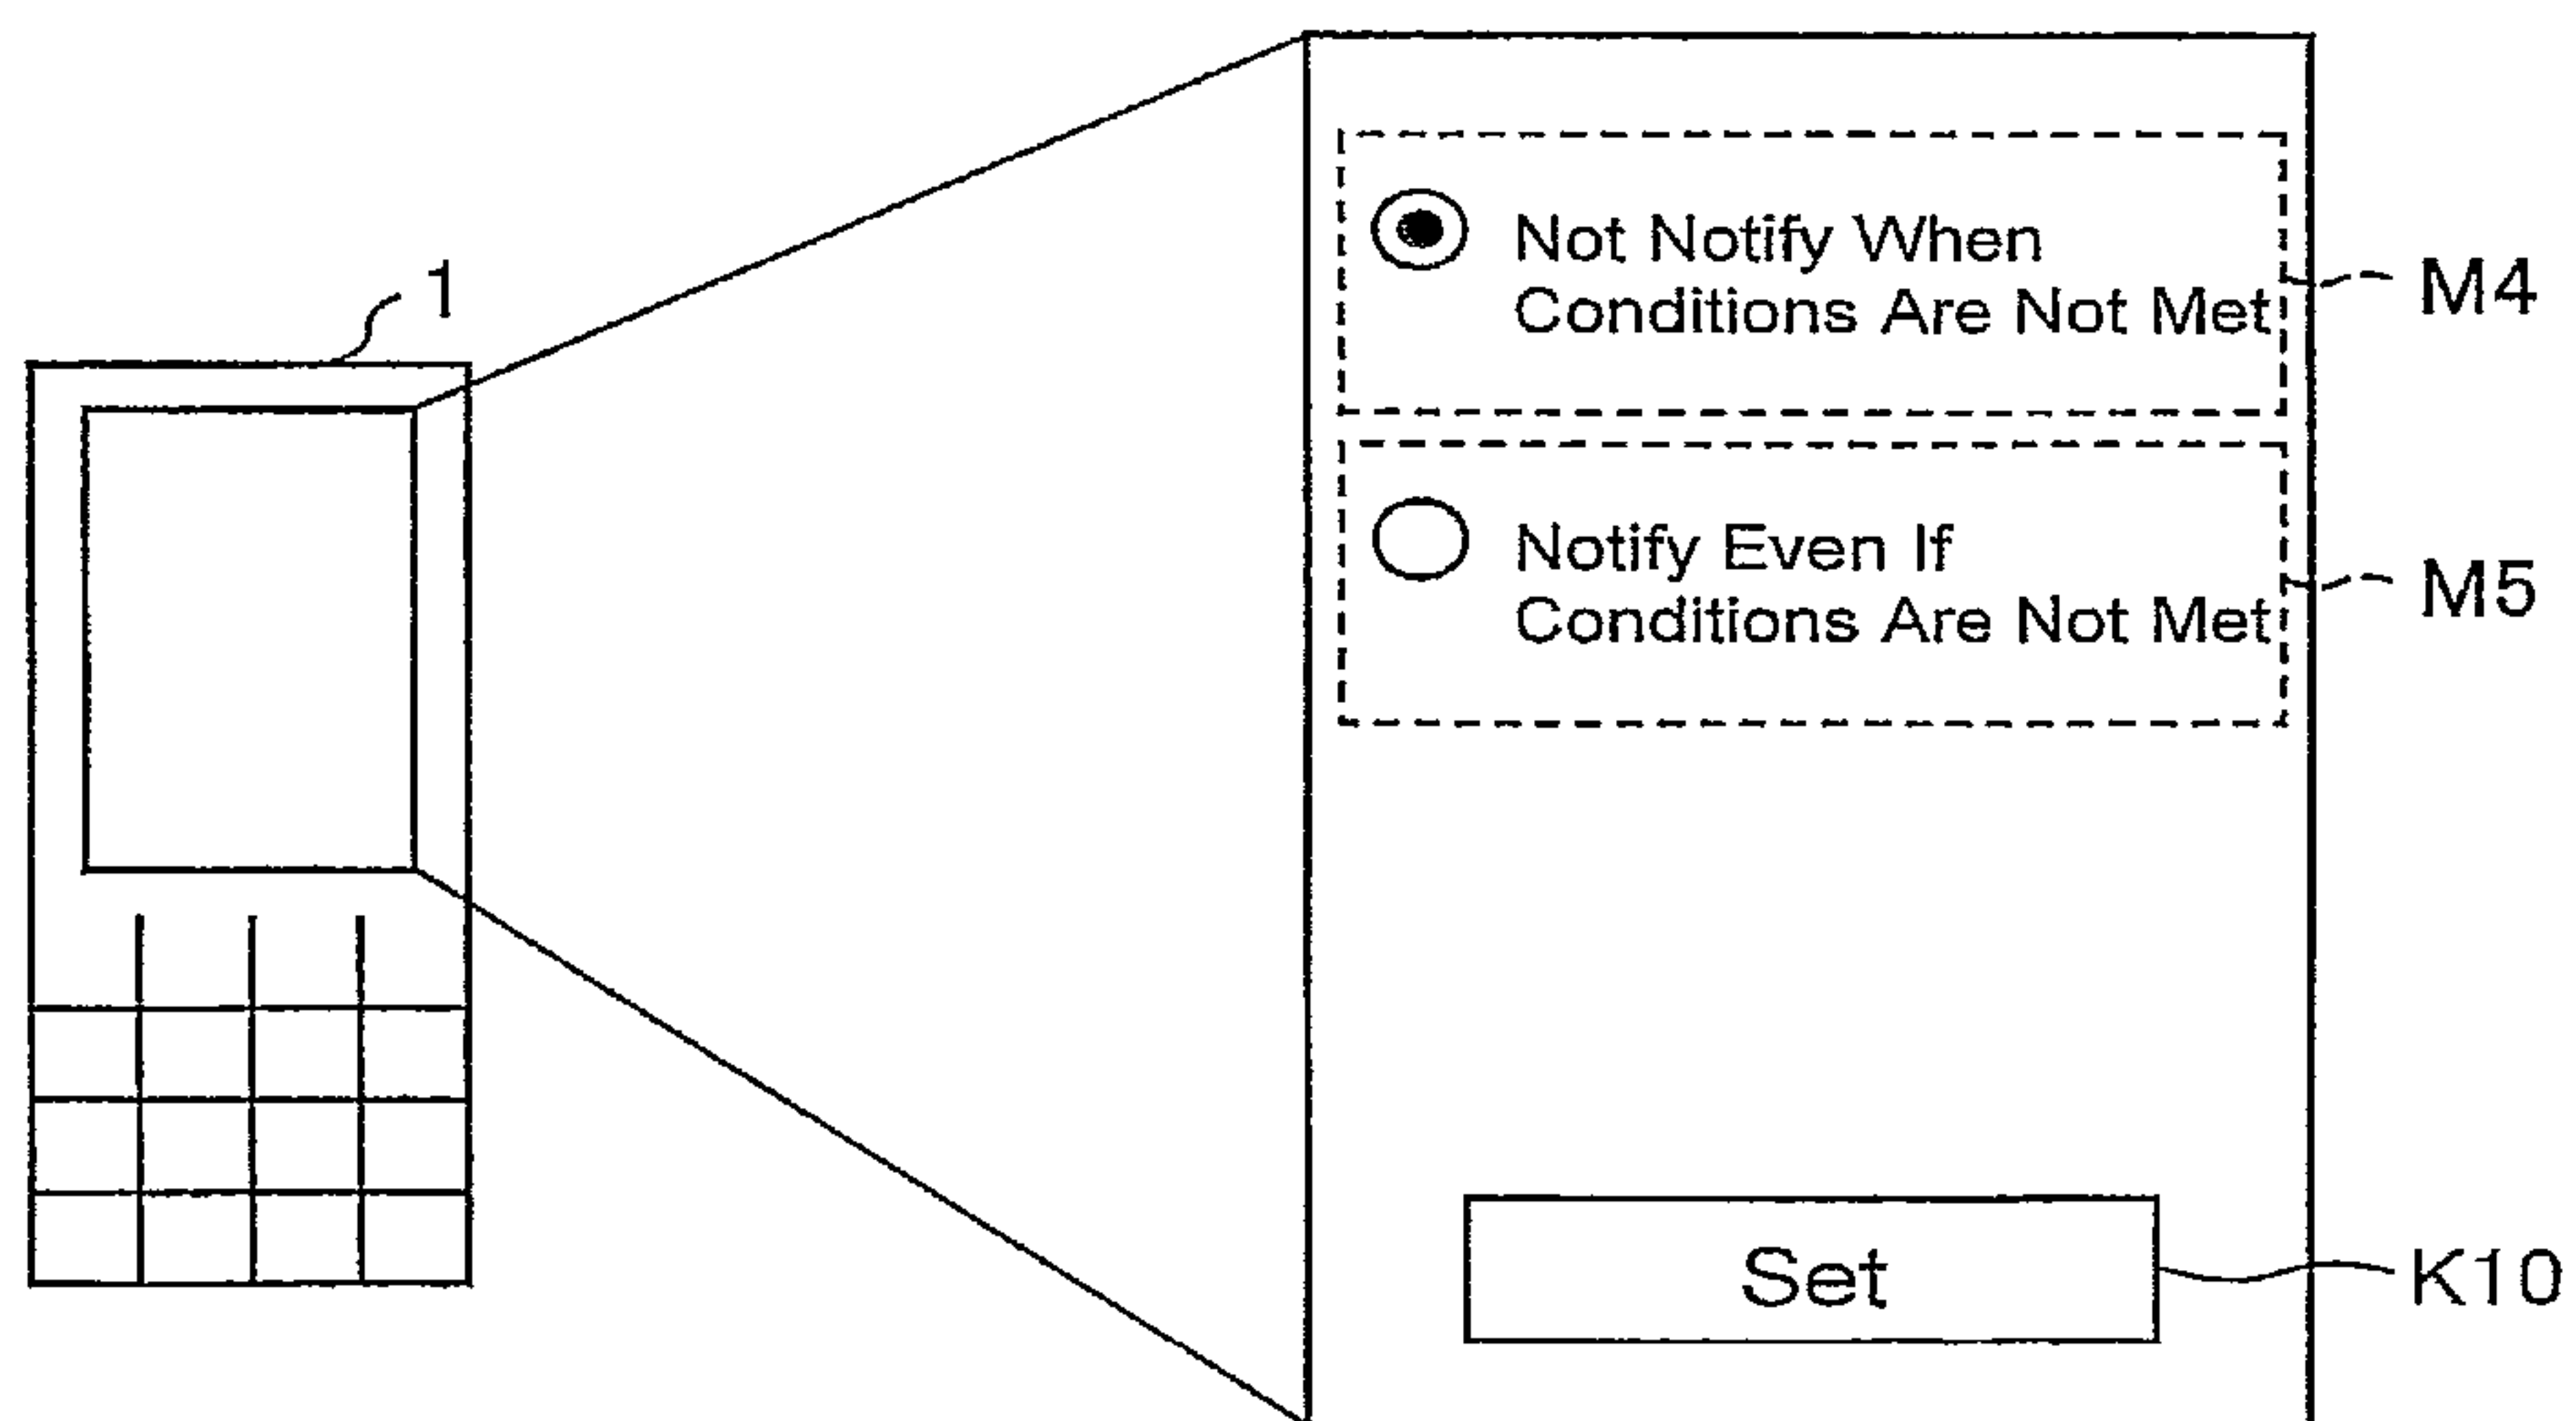 1
Not Notify When
Conditions Are Not Met
M4
Notify Even If
Conditions Are Not Met
M5
Set
K10